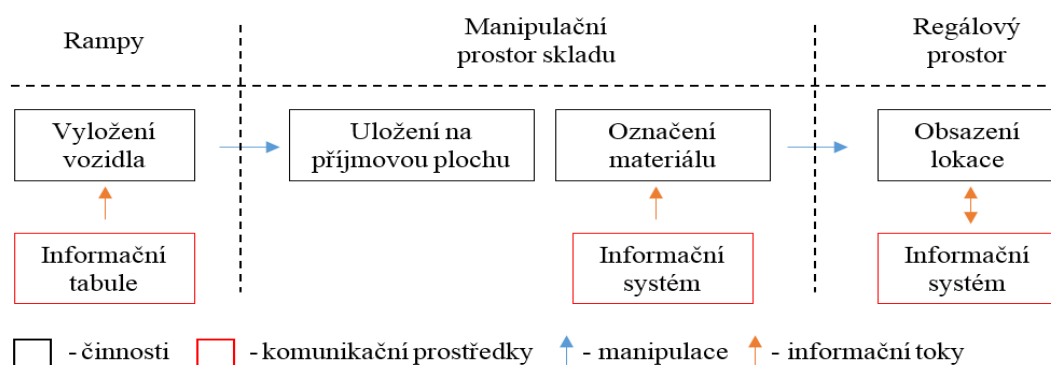 Rampy
Manipulační
prostor skladu
Regálový
prostor
Vyložení
vozidla
Uložení na
příjmovou plochu
Označení
materiálu
Obsazení
lokace
Informační
tabule
Informační
systém
Informační
systém
- činnosti
- komunikační prostředky
- manipulace
- informační toky